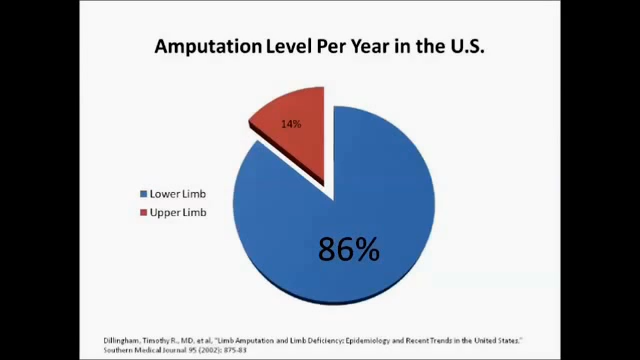 Amputation Level Per Year in the U.S.
14%
Lower Limb
Upper Limb
86%
Dillingham, Timothy R., MD, et al, "Limb Amputation and Limb Deficiency: Epidemiology and Recent Trends in the United States."
Southern Medical Journal 95 (2002): 875-83